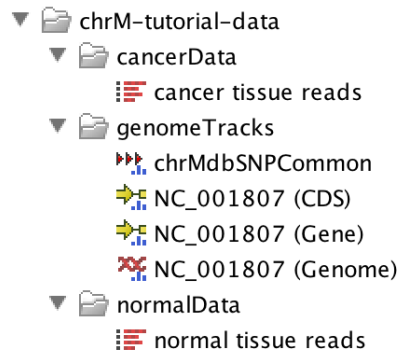 chrM-tutorial-data
cancerData
cancer tissue reads
genomeTracks
chrMdbSNPCommon
NC_001807 (CDS)
NC_001807 (Gene)
NC_001807 (Genome)
normalData
normal tissue reads